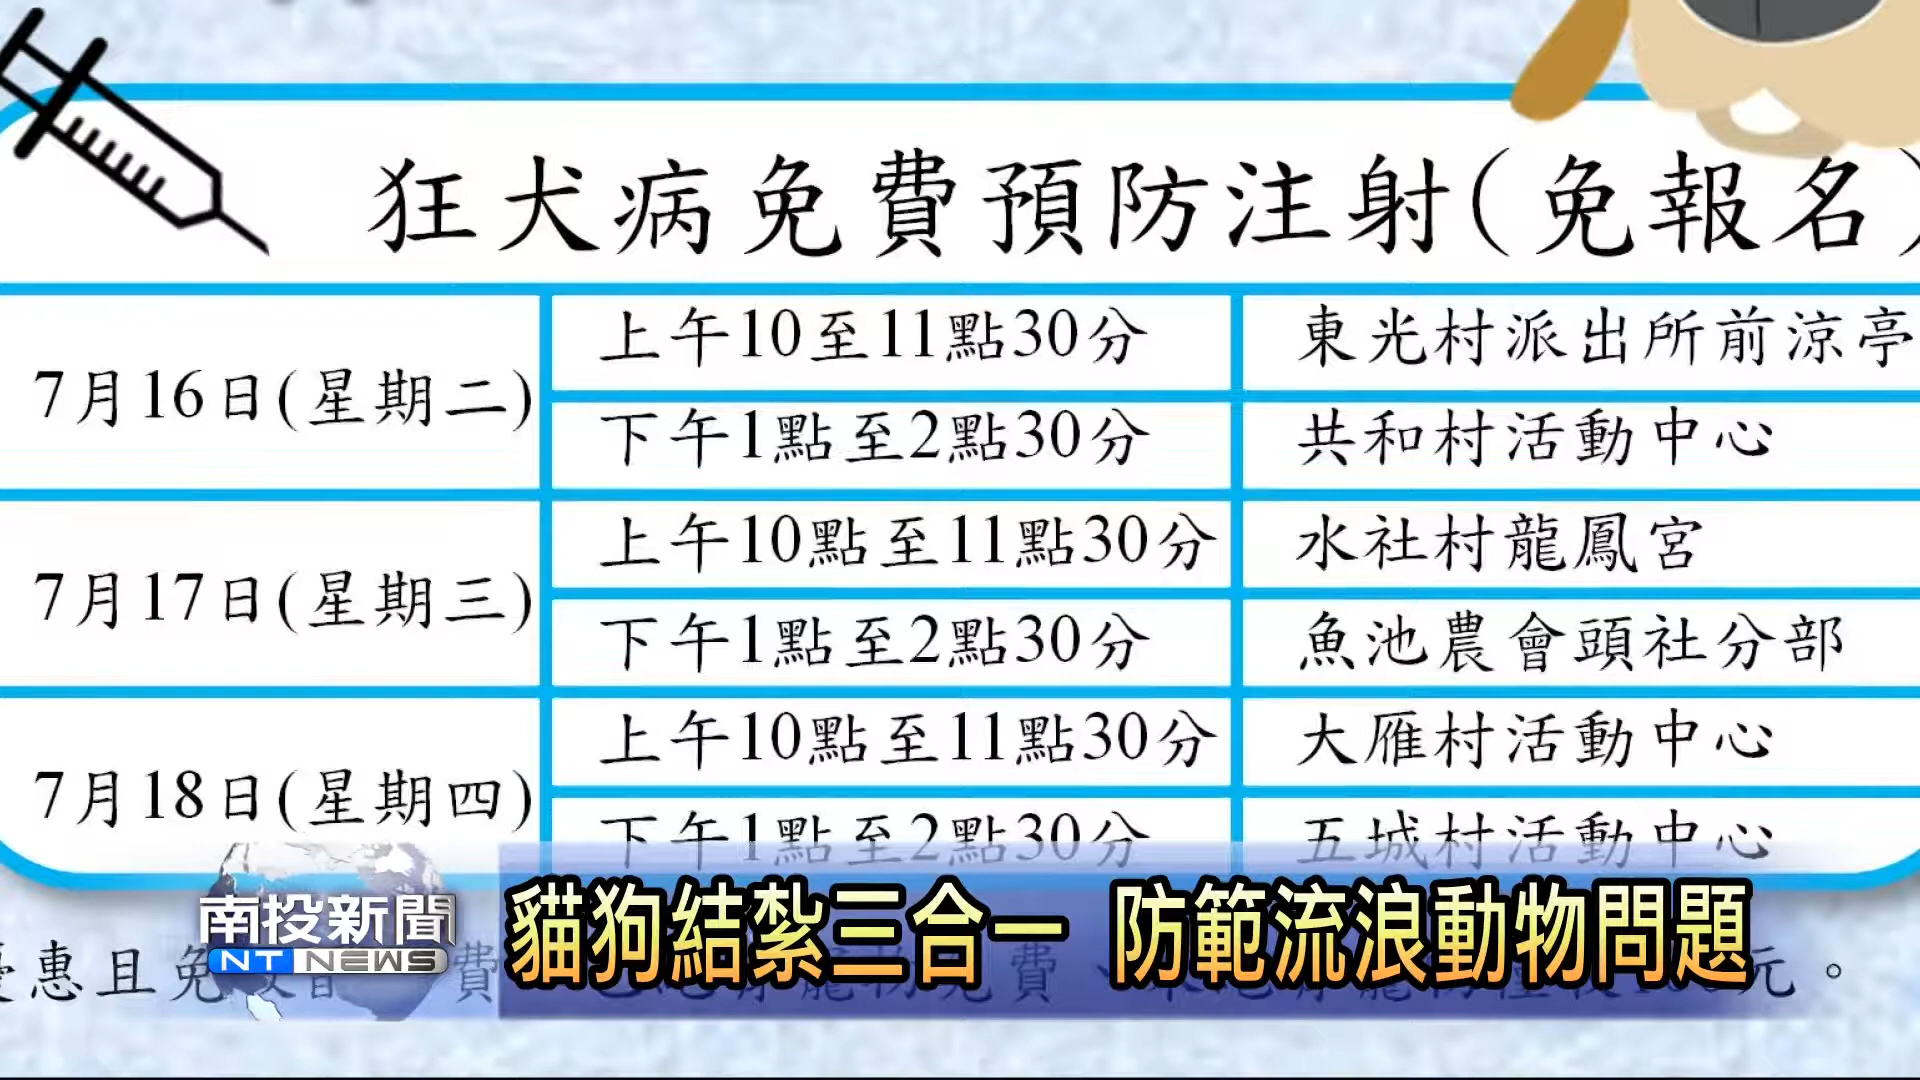 狂犬病免費預防注射(免報名)
7月16日(星期二)
上午10至11點30分
東光村派出所前涼亭
下午1點至2點30分
共和村活動中心
7月17日(星期三)
上午10點至11點30分
水社村龍鳳宮
下午1點至2點30分
魚池農會頭社分部
7月18日(星期四)
上午10點至11點30分
大雁村活動中心
下午1點至2點30分
五城村活動中心
南投新聞
NT NEWS
貓狗結紮三合一 防範流浪動物問題
惠且免 費 元。